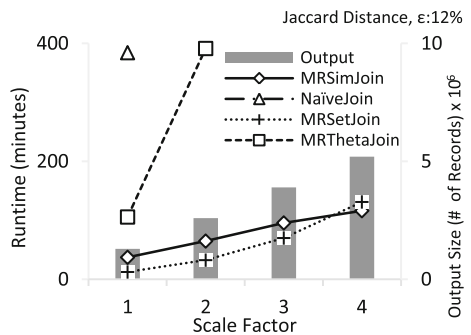 Jaccard Distance, ε:12%
400
200
0
Runtime (minutes)
Output
MRSimJoin
NaïveJoin
MRSetJoin
MRThetaJoin
10
5
0
Output Size (# of Records) x 10⁶
1 2 3 4
Scale Factor